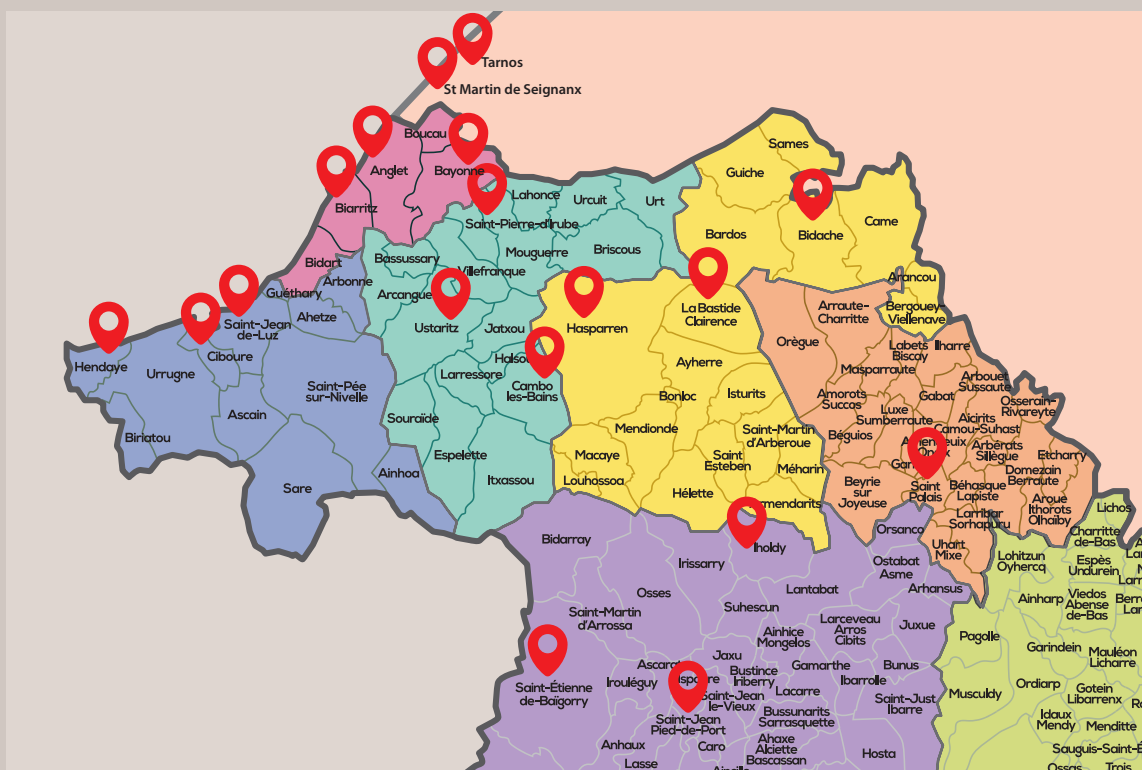 Tarnos
St Martin de Seignanx
Boucau
Anglet
Bayonne
Biarritz
Bidart
Sames
Guiche
Bardos
Bidache
Came
Arancou
Bergouey-
Viellenave
Lahonce
Urcuit
Urt
Saint-Pierre-d'Irube
Mouguerre
Briscous
Bassussary
Villefranque
Arcangue
Ustaritz
Jatxou
Larressore
Cambo
les-Bains
Souraïde
Espelette
Itxassou
Arbonne
Guéthary
Ahetze
Saint-Jean
de-Luz
Ciboure
Hendaye
Urrugne
Saint-Pée
sur-Nivelle
Ascain
Biriatou
Ainhoa
Sare
Hasparren
La Bastide
Clairence
Ayherre
Bonloc
Isturits
Mendionde
Saint-Martin
d'Arberoue
Macaye
Louhossoa
Saint
Esteben
Méharin
Hélette
Arraute-
Charritte
Orègue
Labets
Biscay
Ilharre
Masparraute
Arbouet
Sussaute
Gabat
Osserain-
Rivareyte
Amorots
Succos
Luxe
Sumberraute
Aicirits
Camou-Suhast
Béguios
Arbérats
Sillègue
Etcharry
Domezain
Berraute
Beyrie
sur
Joyeuse
Saint
Palais
Béhasque
Lapiste
Aroue
Ithorots
Olhaïby
Larribar
Sorhapuru
Orsanco
Uhart
Mixe
Lichos
Charritte
de-Bas
Bidarray
Iholdy
Irissarry
Ostabat
Asme
Lohitzun
Oyhercq
Espès
Undurein
Osses
Lantabat
Arhansus
Ainharp
Viedos
Abense
de-Bas
Suhescun
Saint-Martin
d'Arrossa
Larceveau
Arros
Cibits
Juxue
Ainhice
Mongelos
Pagolle
Garindein
Mauléon
Licharre
Jaxu
Ascarat
Gamarthe
Bunus
Bustince
Iriberry
Irouléguy
Ibarrolle
Saint-Étienne
de-Baïgorry
Lacarre
Saint-Jean
le-Vieux
Saint-Just
Ibarre
Musculdy
Ordiarp
Gotein
Libarrenx
Saint-Jean
Pied-de-Port
Bussunarits
Sarrasquette
Idaux
Mendy
Menditte
Anhaux
Caro
Ahaxe
Alciette
Bascassan
Hosta
Lasse